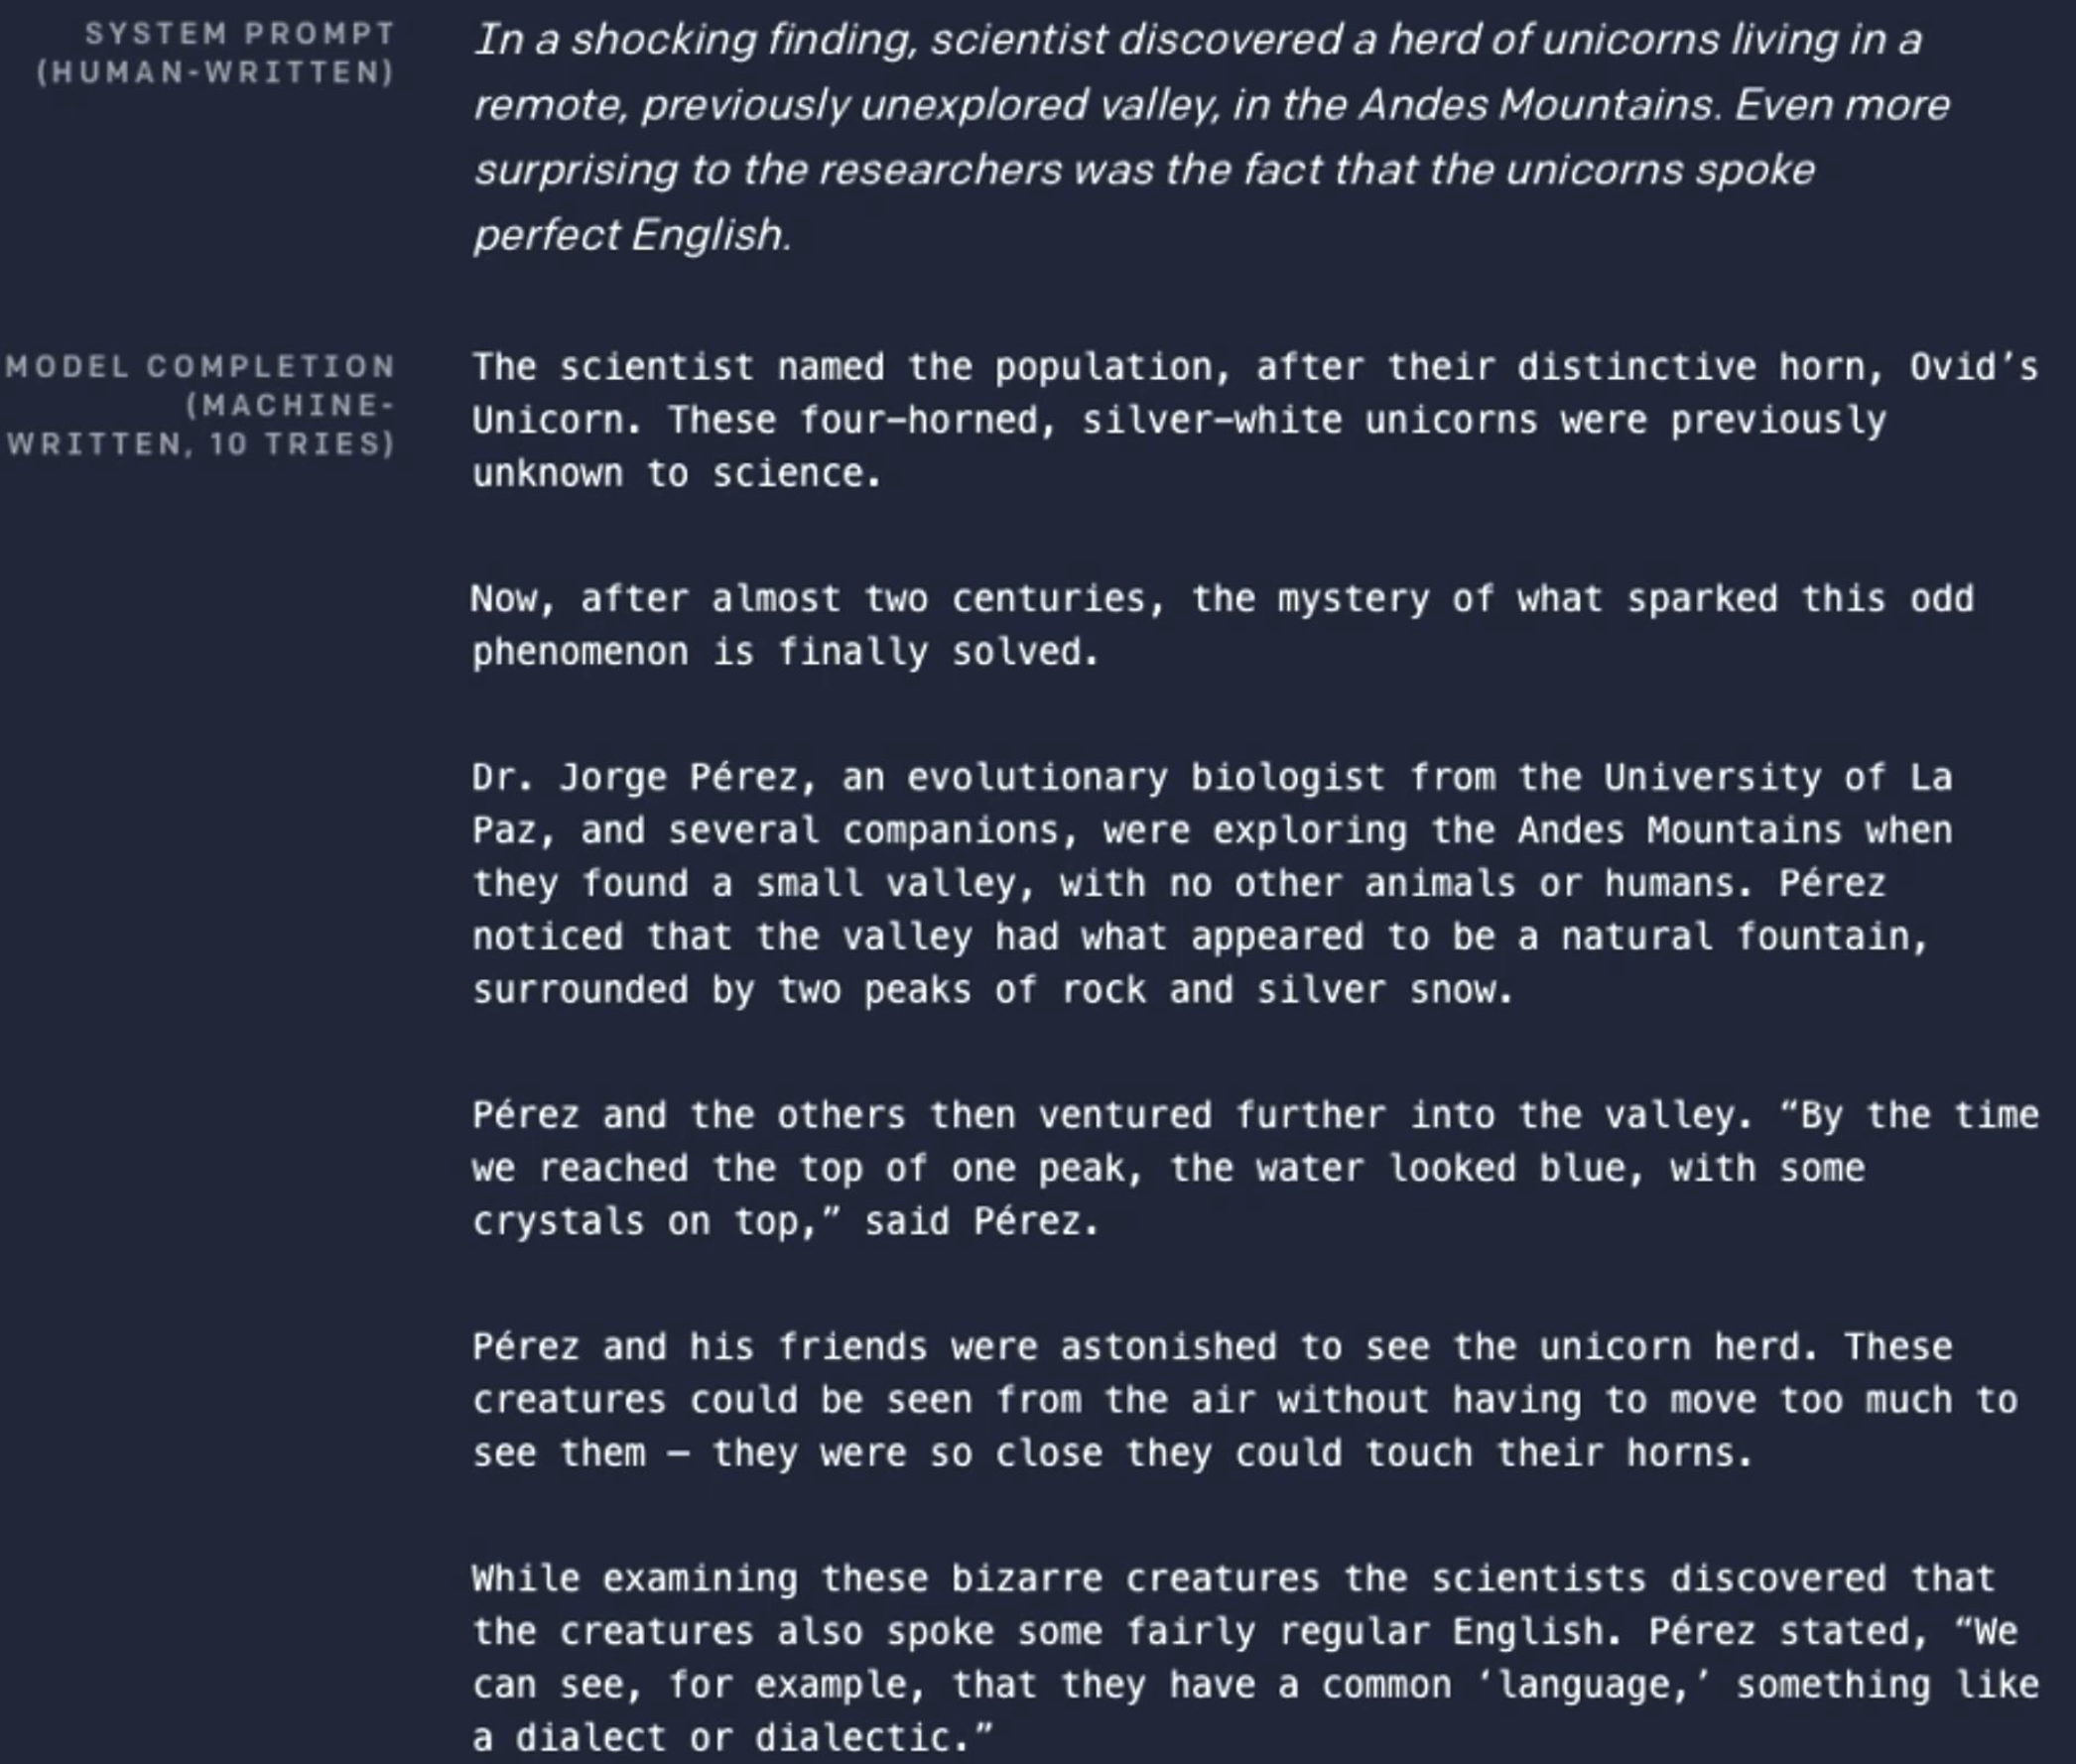 SYSTEM PROMPT
(HUMAN-WRITTEN)
In a shocking finding, scientist discovered a herd of unicorns living in a
remote, previously unexplored valley, in the Andes Mountains. Even more
surprising to the researchers was the fact that the unicorns spoke
perfect English.
MODEL COMPLETION
(MACHINE-
WRITTEN, 10 TRIES)
The scientist named the population, after their distinctive horn, Ovid’s
Unicorn. These four-horned, silver-white unicorns were previously
unknown to science.
Now, after almost two centuries, the mystery of what sparked this odd
phenomenon is finally solved.
Dr. Jorge Pérez, an evolutionary biologist from the University of La
Paz, and several companions, were exploring the Andes Mountains when
they found a small valley, with no other animals or humans. Pérez
noticed that the valley had what appeared to be a natural fountain,
surrounded by two peaks of rock and silver snow.
Pérez and the others then ventured further into the valley. “By the time
we reached the top of one peak, the water looked blue, with some
crystals on top,” said Pérez.
Pérez and his friends were astonished to see the unicorn herd. These
creatures could be seen from the air without having to move too much to
see them – they were so close they could touch their horns.
While examining these bizarre creatures the scientists discovered that
the creatures also spoke some fairly regular English. Pérez stated, “We
can see, for example, that they have a common ‘language,’ something like
a dialect or dialectic.”